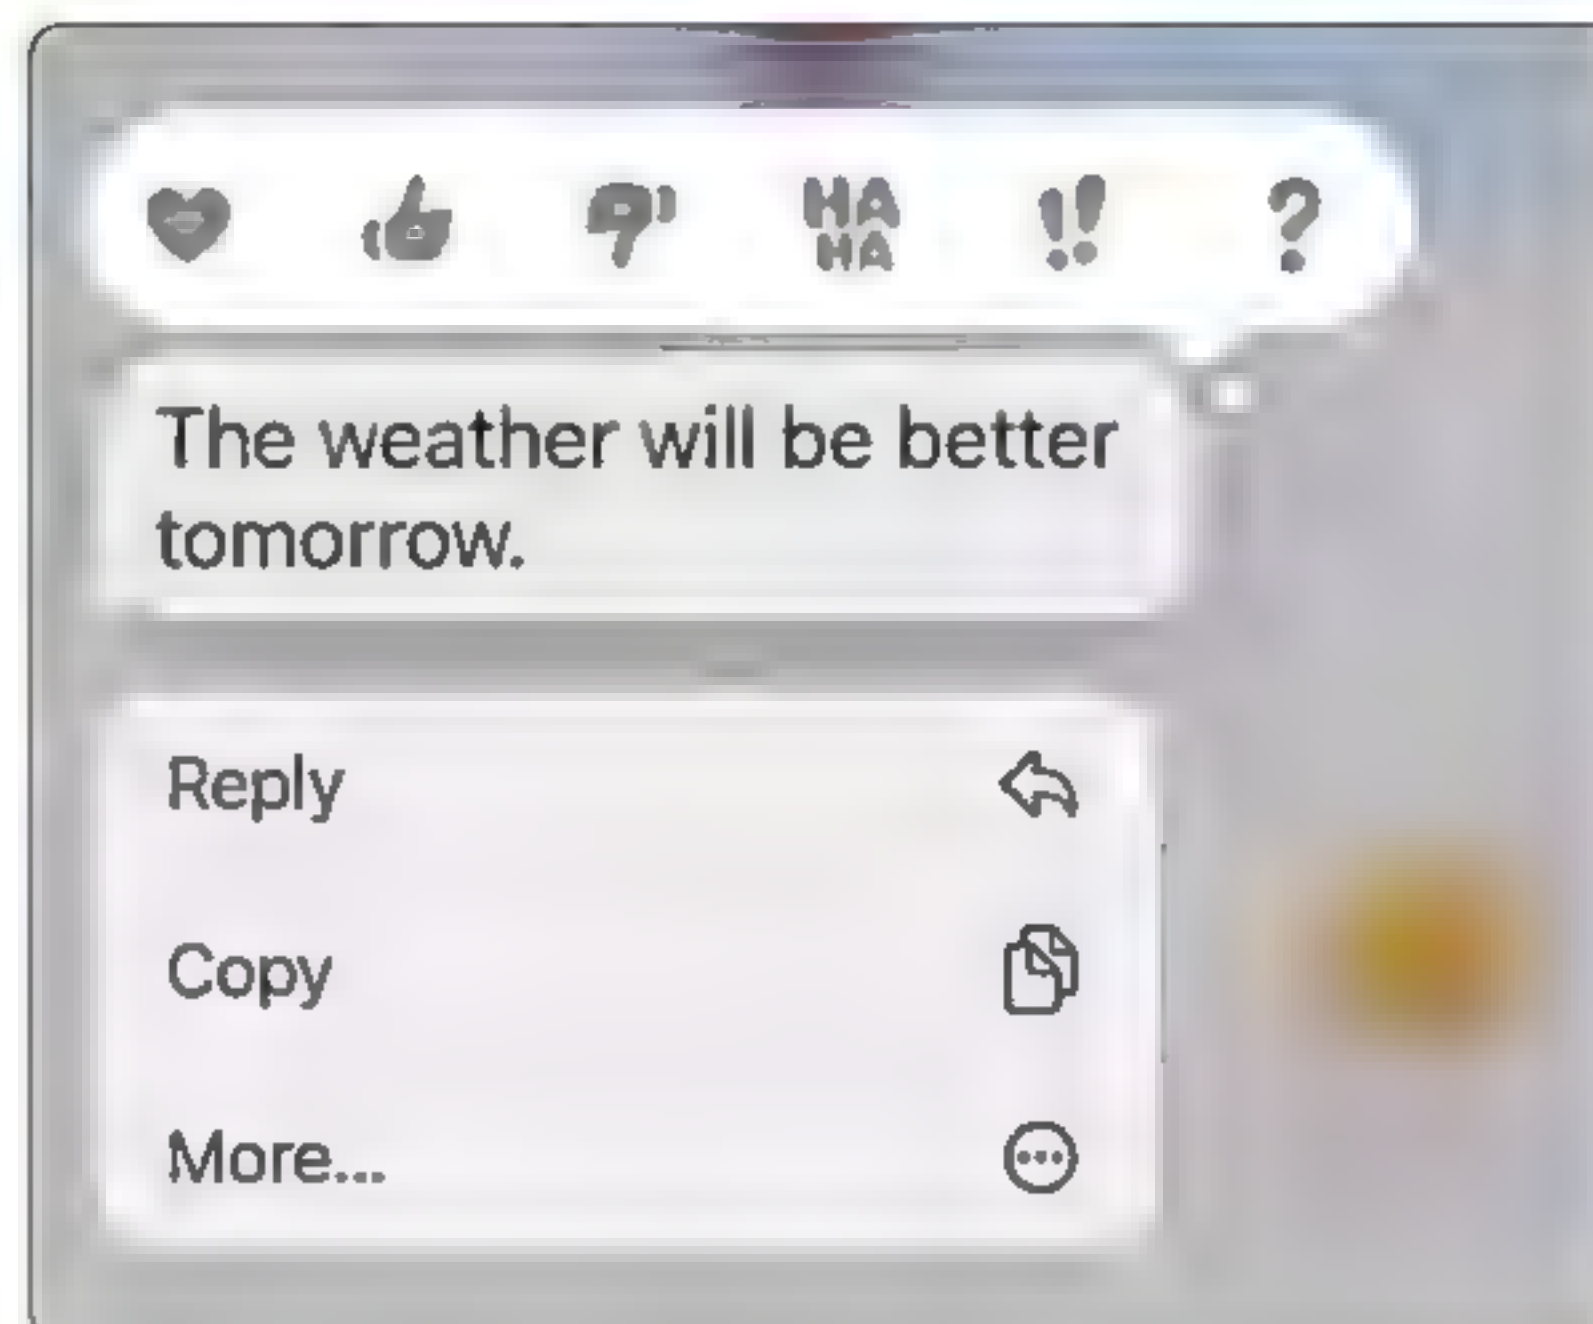 HA
HA
!!
?
The weather will be better
tomorrow.
Reply
Copy
More...